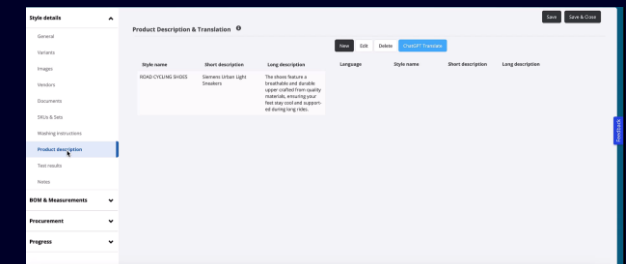 Style details
General
Variants
Images
Vendors
Documents
SKUs & Sets
Washing instructions
Product description
Test results
Notes
BOM & Measurements
Procurement
Progress
Save
Save & Close
Product Description & Translation
New
Edit
Delete
ChatGPT Translate
Style name
Short description
Long description
Language
Style name
Short description
Long description
ROAD CYCLING SHOES
Siemens Urban Light
Sneakers
The shoes feature a
breathable and durable
upper crafted from quality
materials, ensuring your
feet stay cool and support-
ed during long rides.
Feedback